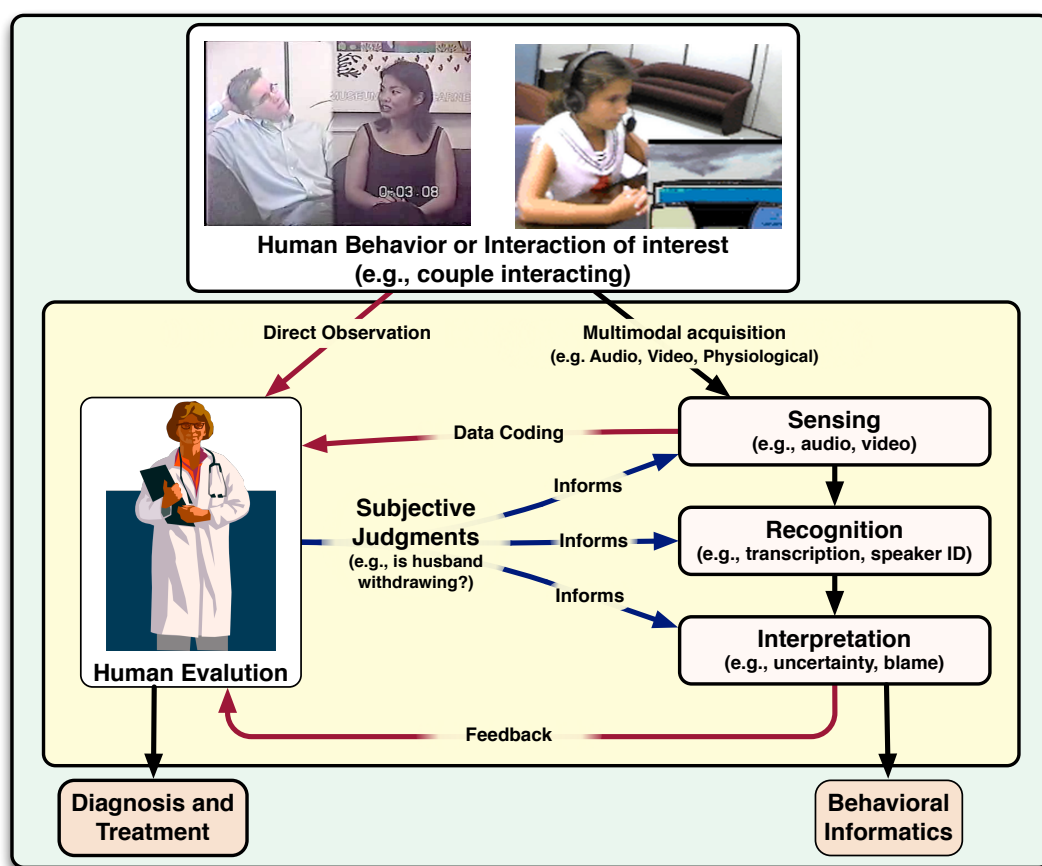 MUSEUM
0:03.08
Human Behavior or Interaction of interest
(e.g., couple interacting)
Direct Observation
Multimodal acquisition
(e.g. Audio, Video, Physiological)
Sensing
(e.g., audio, video)
Data Coding
Informs
Subjective
Judgments
(e.g., is husband
withdrawing?)
Informs
Recognition
(e.g., transcription, speaker ID)
Informs
Interpretation
(e.g., uncertainty, blame)
Human Evalution
Feedback
Diagnosis and
Treatment
Behavioral
Informatics